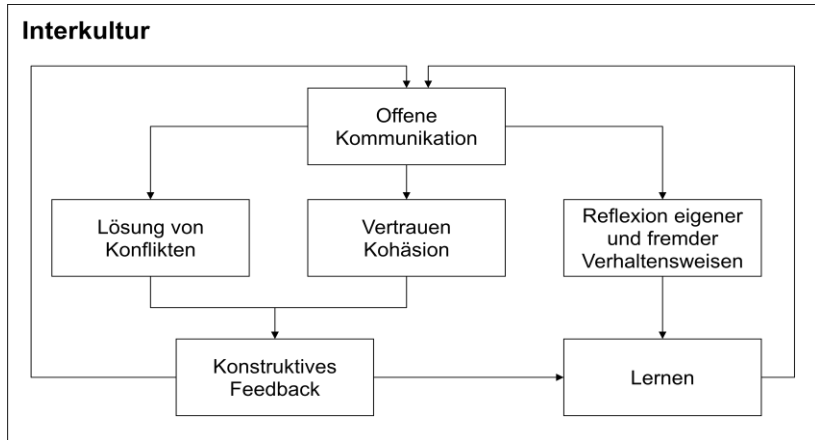 Interkultur
Offene
Kommunikation
Lösung von
Konflikten
Vertrauen
Kohäsion
Reflexion eigener
und fremder
Verhaltensweisen
Konstruktives
Feedback
Lernen